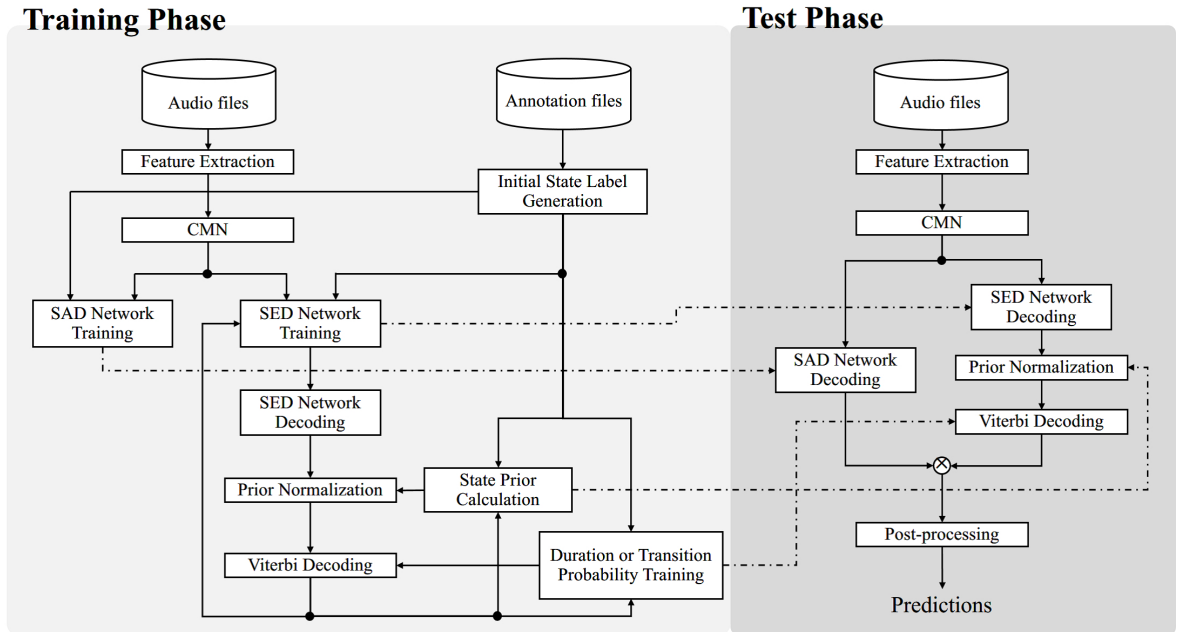 Training Phase
Audio files
Annotation files
Feature Extraction
Initial State Label
Generation
CMN
SAD Network
Training
SED Network
Training
SED Network
Decoding
Prior Normalization
State Prior
Calculation
Viterbi Decoding
Duration or Transition
Probability Training
Test Phase
Audio files
Feature Extraction
CMN
SED Network
Decoding
SAD Network
Decoding
Prior Normalization
Viterbi Decoding
Post-processing
Predictions